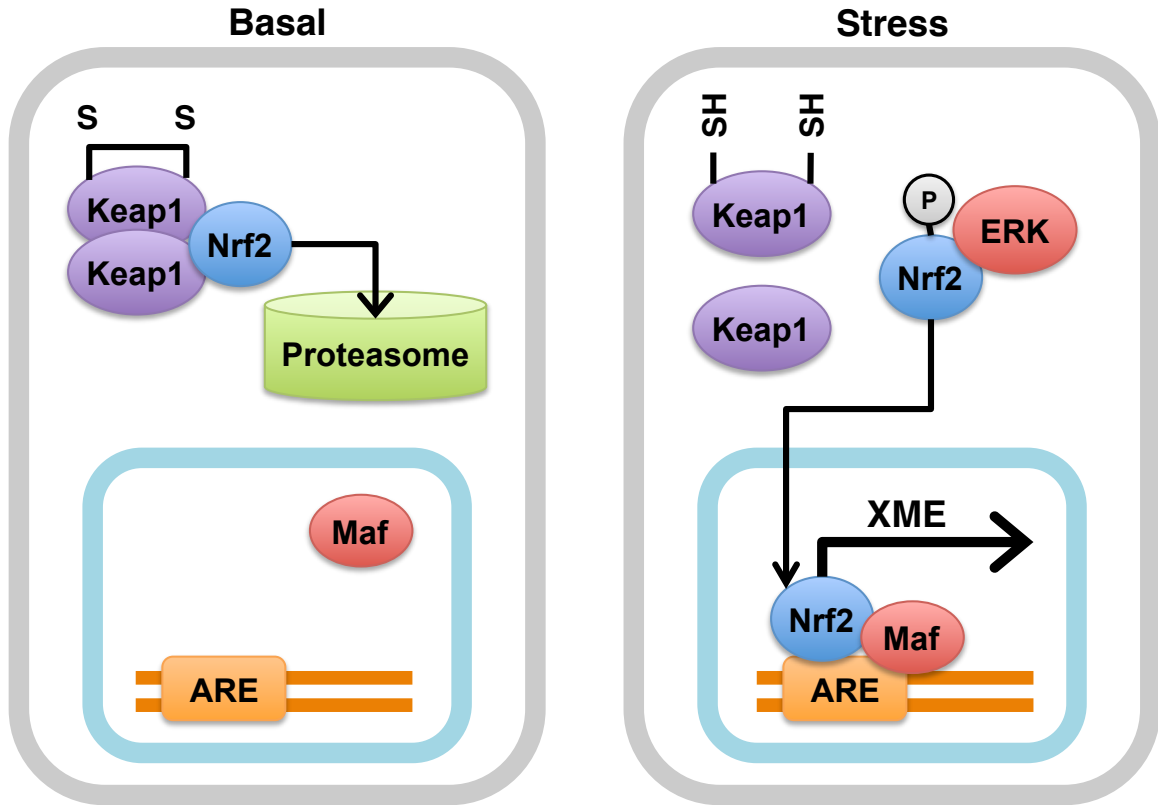 Basal
S S
Keap1
Nrf2
Keap1
Proteasome
Maf
ARE
Stress
SH SH
Keap1
P
ERK
Nrf2
Keap1
XME
Nrf2
Maf
ARE